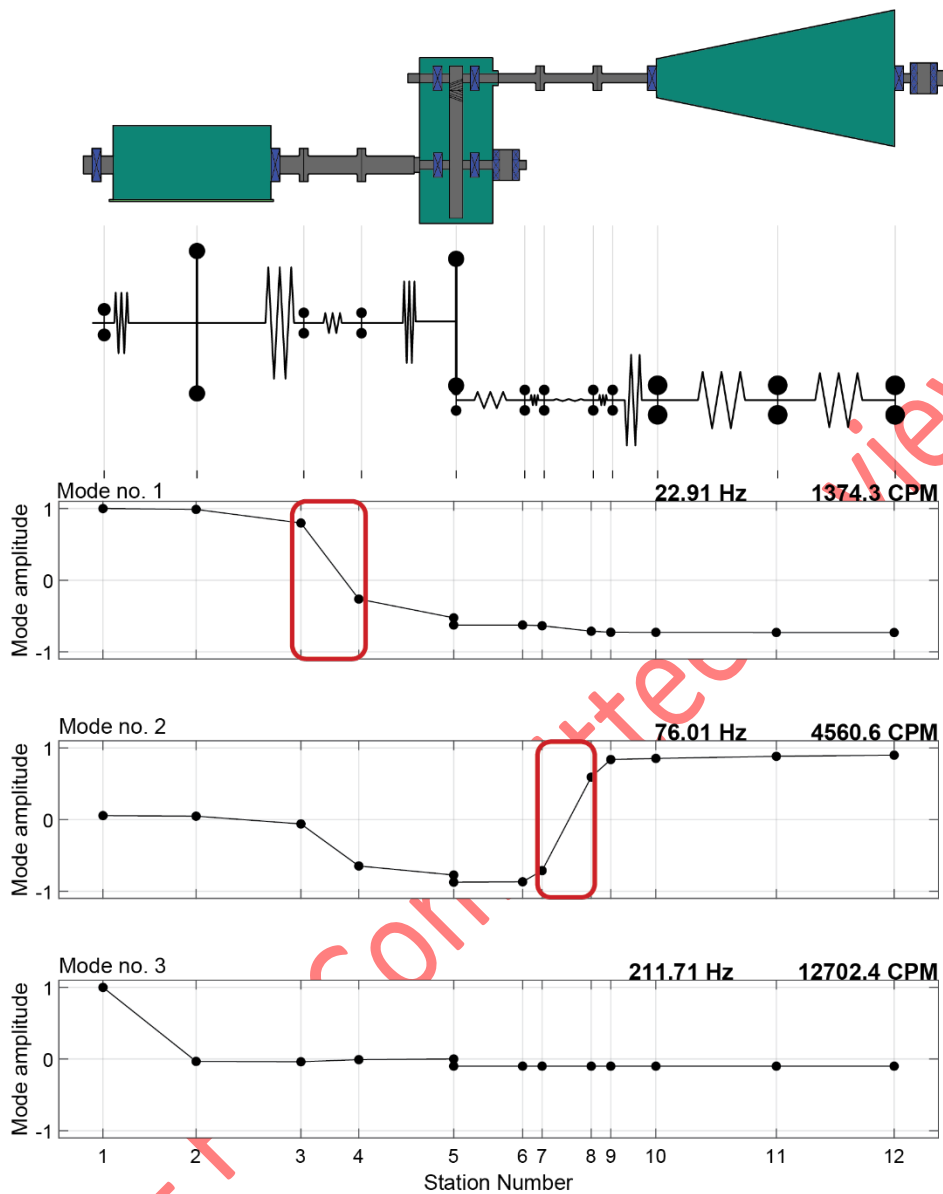 Mode no. 1
22.91 Hz
1374.3 CPM
Mode amplitude
1
0
-1
Mode no. 2
76.01 Hz
4560.6 CPM
Mode amplitude
1
0
-1
Mode no. 3
211.71 Hz
12702.4 CPM
Mode amplitude
1
0
-1
1 2 3 4 5 6 7 8 9 10 11 12
Station Number